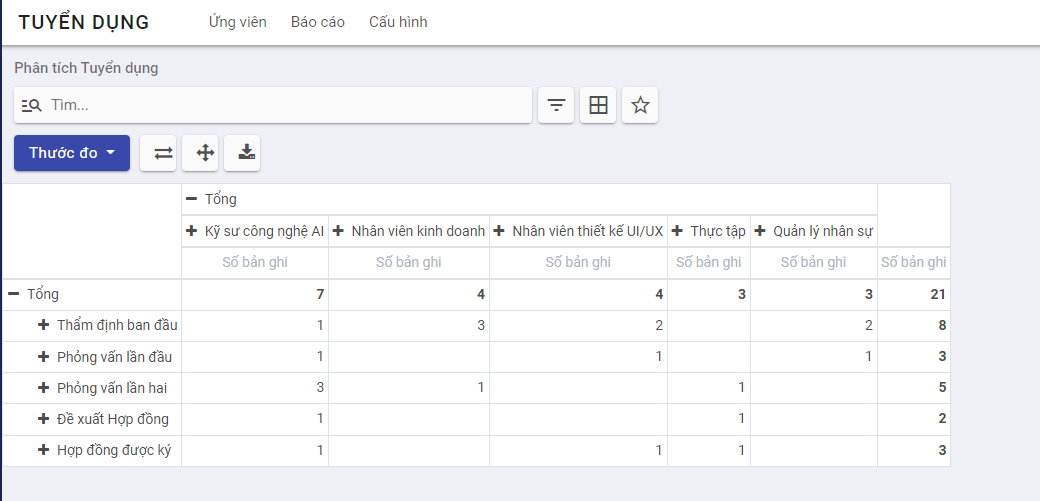 TUYỂN DỤNG Ứng viên Báo cáo Cấu hình
Phân tích Tuyển dụng
Tìm...
Thước đo
Tổng
Kỹ sư công nghệ AI Nhân viên kinh doanh Nhân viên thiết kế UI/UX Thực tập Quản lý nhân sự
Số bản ghi Số bản ghi Số bản ghi Số bản ghi Số bản ghi Số bản ghi
Tổng 7 4 4 3 3 21
Thẩm định ban đầu 1 3 2 2 8
Phỏng vấn lần đầu 1 1 1 3
Phỏng vấn lần hai 3 1 1 5
Đề xuất Hợp đồng 1 1 2
Hợp đồng được ký 1 1 1 3